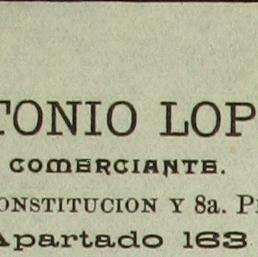 TONIO LOP
COMERCIANTE.
ONSTITUCION Y 8a. P
Apartado 163